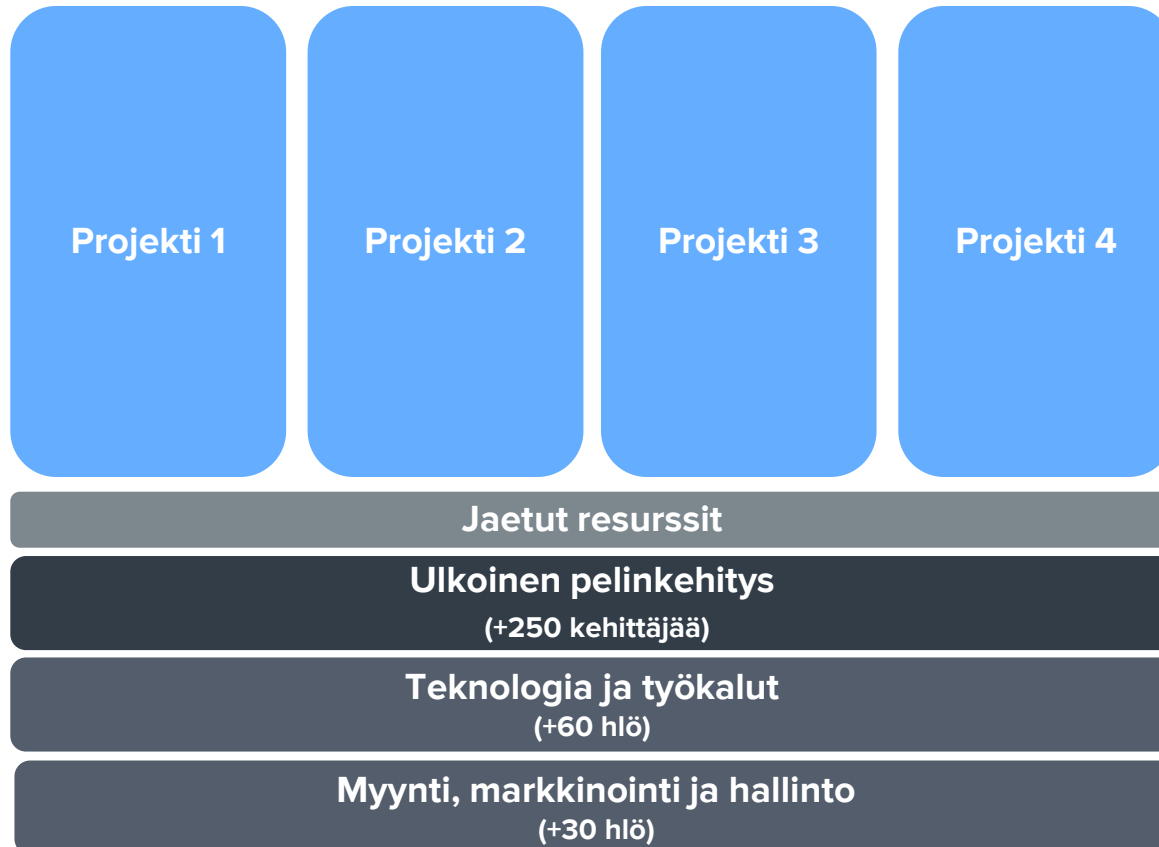 Projekti 1
Projekti 2
Projekti 3
Projekti 4
Jaetut resurssit
Ulkoinen pelinkehitys
(+250 kehittäjää)
Teknologia ja työkalut
(+60 hlö)
Myynti, markkinointi ja hallinto
(+30 hlö)